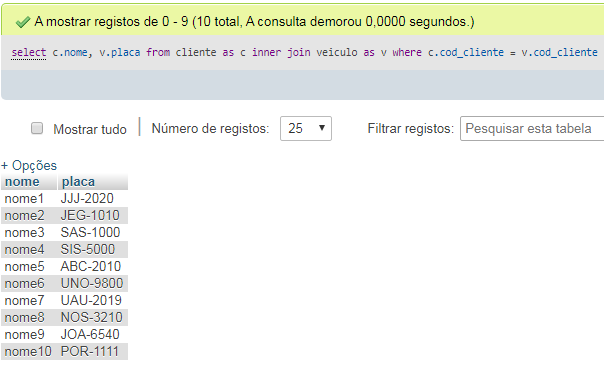 A mostrar registos de 0 - 9 (10 total, A consulta demorou 0,0000 segundos.)
select c.nome, v.placa from cliente as c inner join veiculo as v where c.cod_cliente = v.cod_cliente
Mostrar tudo | Número de registos: 25 Filtrar registos: Pesquisar esta tabela
+ Opções
nome placa
nome1 JJJ-2020
nome2 JEG-1010
nome3 SAS-1000
nome4 SIS-5000
nome5 ABC-2010
nome6 UNO-9800
nome7 UAU-2019
nome8 NOS-3210
nome9 JOA-6540
nome10 POR-1111